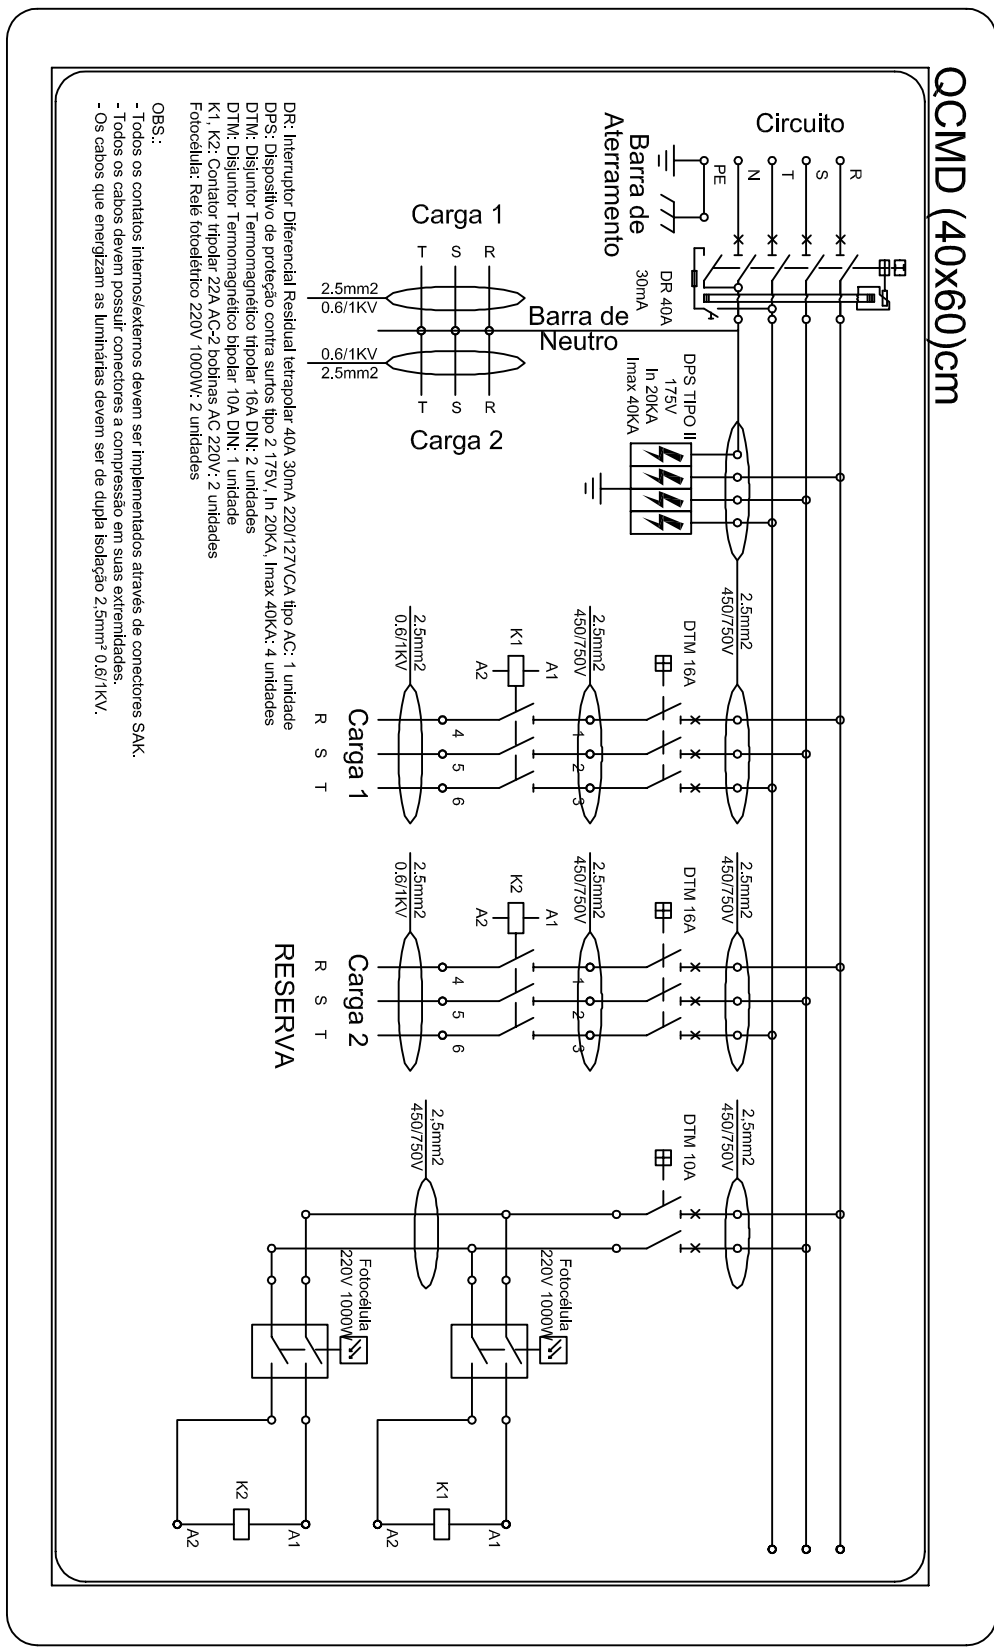 QCMD (40x60)cm
Circuito
R
S
T
N
PE
Barra de
Aterramento
DR 40A
30mA
Carga 1
T
S
R
2.5mm2
0.6/1KV
0.6/1KV
2.5mm2
T
S
R
Carga 2
Barra de
Neutro
DPS TIPO II
175V
In 20KA
Imax 40KA
2.5mm2
450/750V
DTM 16A
2.5mm2
450/750V
1
2
3
K1
A1
A2
4
5
6
2.5mm2
0.6/1KV
Carga 1
R
S
T
2.5mm2
450/750V
DTM 16A
2.5mm2
450/750V
1
2
3
K2
A1
A2
4
5
6
2.5mm2
0.6/1KV
Carga 2
R
S
T
RESERVA
2,5mm2
450/750V
DTM 10A
2,5mm2
450/750V
Fotocélula
220V 1000W
K1
A1
A2
Fotocélula
220V 1000W
K2
A1
A2
DR: Interruptor Diferencial Residual tetrapolar 40A 30mA 220/127VCA tipo AC: 1 unidade
DPS: Dispositivo de proteção contra surtos tipo 2 175V, In 20KA, Imax 40KA: 4 unidades
DTM: Disjuntor Termomagnético tripolar 16A DIN: 2 unidades
DTM: Disjuntor Termomagnético bipolar 10A DIN: 1 unidade
K1, K2: Contator tripolar 22A AC-2 bobinas AC 220V: 2 unidades
Fotocélula: Relé fotoelétrico 220V 1000W: 2 unidades
OBS.:
- Todos os contatos internos/externos devem ser implementados através de conectores SAK.
- Todos os cabos devem possuir conectores a compressão em suas extremidades.
- Os cabos que energizam as luminárias devem ser de dupla isolação 2,5mm² 0.6/1KV.